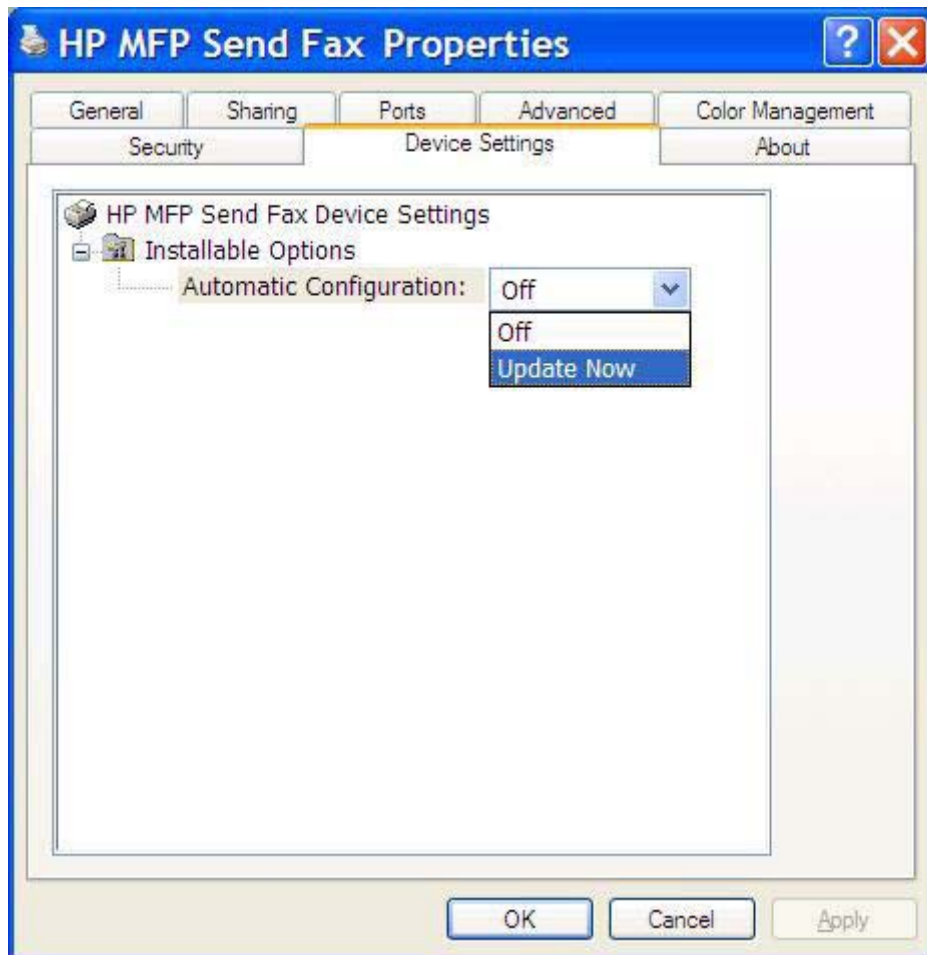 HP MFP Send Fax Properties
General Sharing Ports Advanced Color Management
Security Device Settings About
HP MFP Send Fax Device Settings
Installable Options
Automatic Configuration: Off
Off
Update Now
OK Cancel Apply